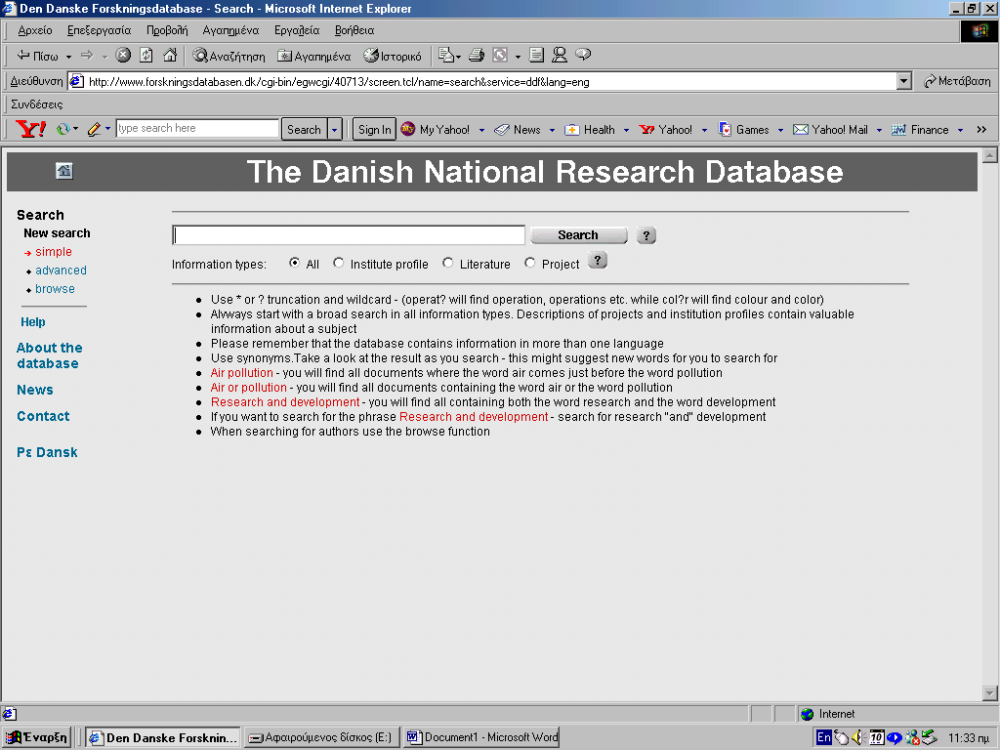 Den Danske Forskningsdatabase - Search - Microsoft Internet Explorer
Αρχείο Επεξεργασία Προβολή Αγαπημένα Εργαλεία Βοήθεια
Πίσω Αναζήτηση Αγαπημένα Ιστορικό
Διεύθυνση http://www.forskningsdatabasen.dk/cgi-bin/egwcgi/40713/screen.tcl/name=search&service=ddf&lang=eng Μετάβαση
Συνδέσεις
Y! type search here Search Sign In My Yahoo! News Health Yahoo! Games Yahoo! Mail Finance »
The Danish National Research Database
Search
New search
simple
advanced
browse
Help
About the
database
News
Contact
Pε Dansk
Search ?
Information types: All Institute profile Literature Project ?
Use * or ? truncation and wildcard - (operat? will find operation, operations etc. while col?r will find colour and color)
Always start with a broad search in all information types. Descriptions of projects and institution profiles contain valuable
information about a subject
Please remember that the database contains information in more than one language
Use synonyms.Take a look at the result as you search - this might suggest new words for you to search for
Air pollution - you will find all documents where the word air comes just before the word pollution
Air or pollution - you will find all documents containing the word air or the word pollution
Research and development - you will find all containing both the word research and the word development
If you want to search for the phrase Research and development - search for research "and" development
When searching for authors use the browse function
Internet
Έναρξη Den Danske Forsknin... Αφαιρούμενος δίσκος (E:) Document1 - Microsoft Word En 10 11:33 πμ